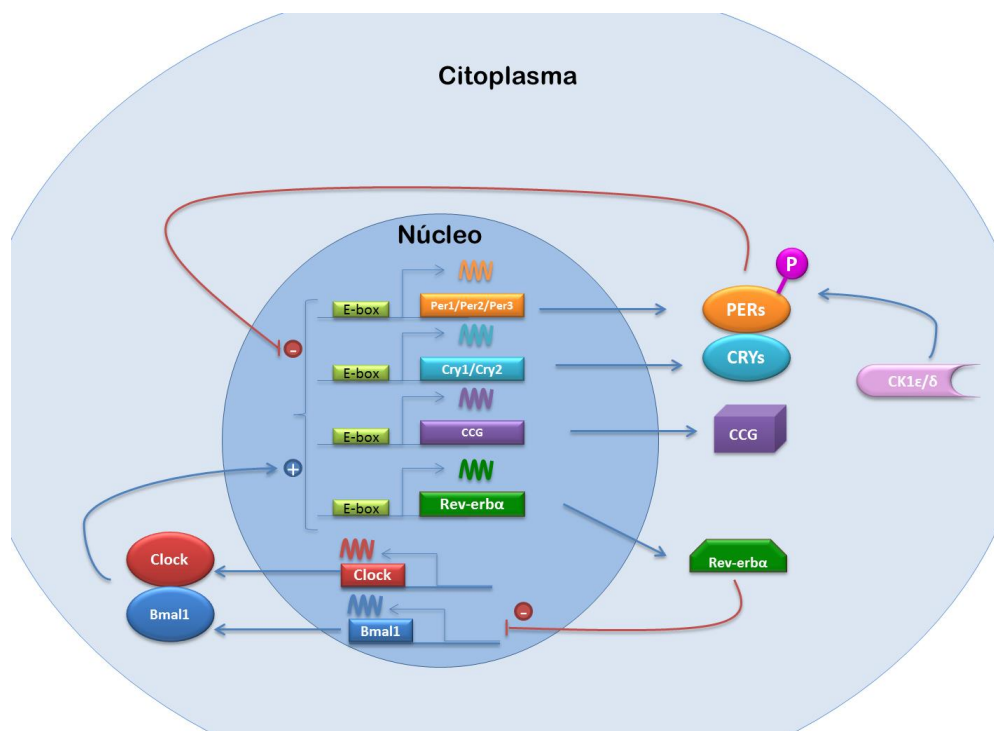 Citoplasma
Núcleo
P
E-box
Per1/Per2/Per3
PERs
-
E-box
Cry1/Cry2
CRYs
CK1ε/δ
E-box
CCG
CCG
+
E-box
Rev-erbα
Clock
Clock
Rev-erbα
Bmal1
Bmal1
-